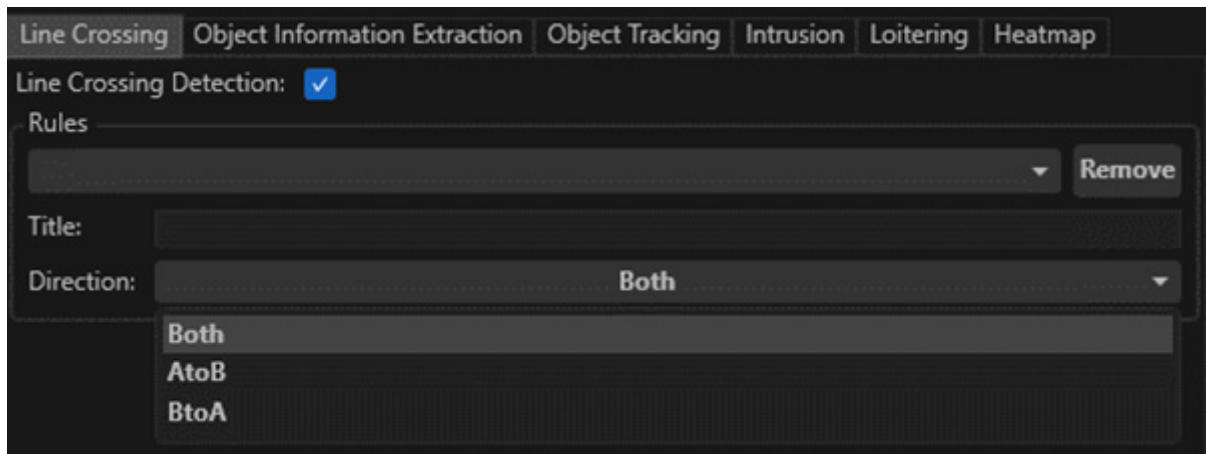 Line Crossing Object Information Extraction Object Tracking Intrusion Loitering Heatmap
Line Crossing Detection:
Rules
Remove
Title:
Direction: Both
Both
AtoB
BtoA